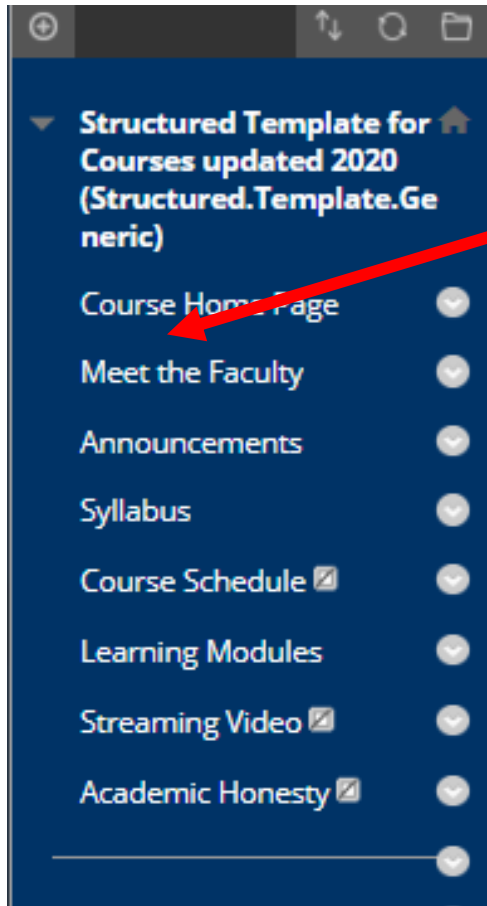 Structured Template for
Courses updated 2020
(Structured.Template.Ge
neric)
Course Home Page
Meet the Faculty
Announcements
Syllabus
Course Schedule
Learning Modules
Streaming Video
Academic Honesty